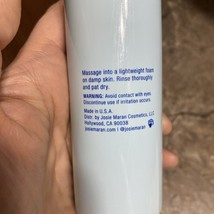 Massage into a lightweight foam
on damp skin. Rinse thoroughly
and pat dry.
WARNING: Avoid contact with eyes.
Discontinue use if irritation occurs.
Made in U.S.A.
Distr. by Josie Maran Cosmetics, LLC
Hollywood, CA 90038
josiemaran.com | @josiemaran